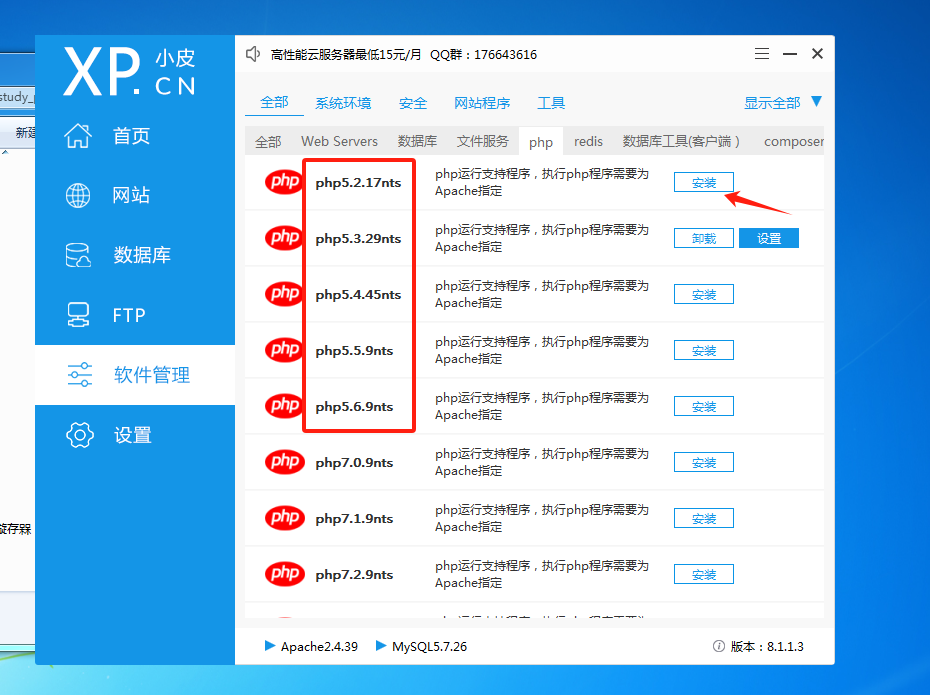 XP.CN 小皮
高性能云服务器最低15元/月 QQ群：176643616
study_p
新建
首页
网站
数据库
FTP
软件管理
设置
全部 系统环境 安全 网站程序 工具 显示全部
全部 Web Servers 数据库 文件服务 php redis 数据库工具(客户端 ) composer
php php5.2.17nts php运行支持程序，执行php程序需要为 安装
Apache指定
php php5.3.29nts php运行支持程序，执行php程序需要为 卸载 设置
Apache指定
php php5.4.45nts php运行支持程序，执行php程序需要为 安装
Apache指定
php php5.5.9nts php运行支持程序，执行php程序需要为 安装
Apache指定
php php5.6.9nts php运行支持程序，执行php程序需要为 安装
Apache指定
php php7.0.9nts php运行支持程序，执行php程序需要为 安装
Apache指定
php php7.1.9nts php运行支持程序，执行php程序需要为 安装
Apache指定
php php7.2.9nts php运行支持程序，执行php程序需要为 安装
Apache指定
Apache2.4.39 MySQL5.7.26 版本：8.1.1.3